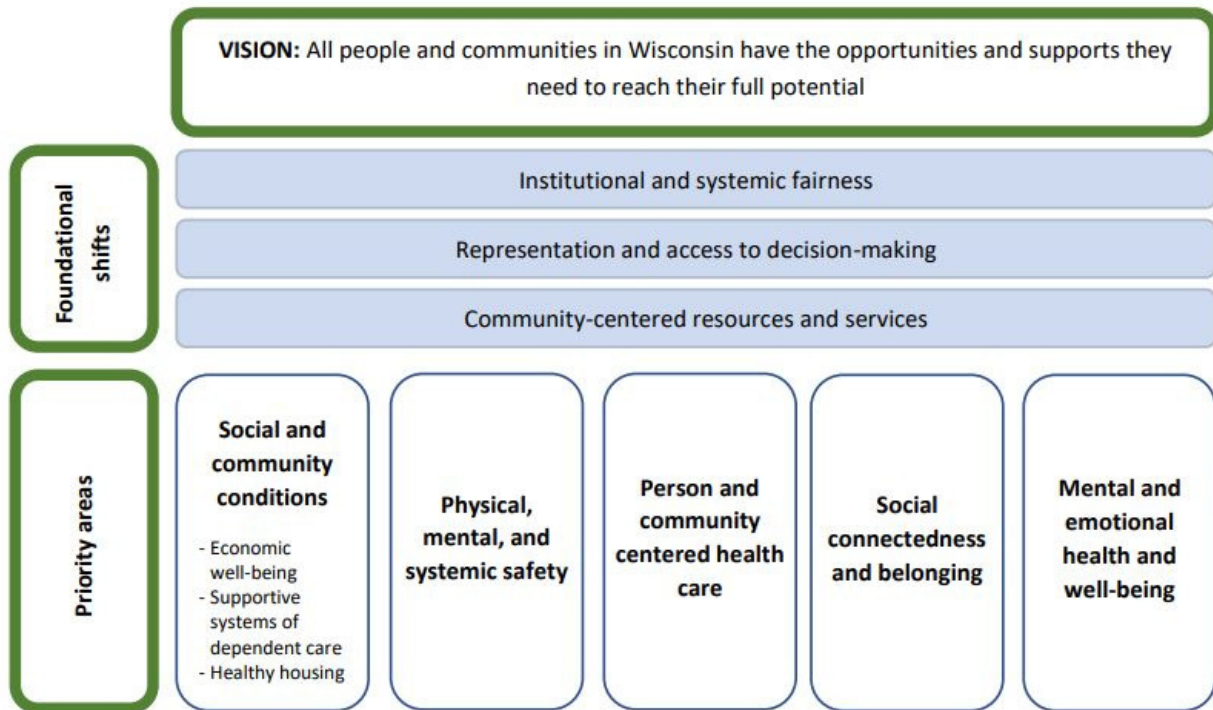 VISION: All people and communities in Wisconsin have the opportunities and supports they
need to reach their full potential
Foundational
shifts
Institutional and systemic fairness
Representation and access to decision-making
Community-centered resources and services
Priority areas
Social and
community
conditions
- Economic
well-being
- Supportive
systems of
dependent care
- Healthy housing
Physical,
mental, and
systemic safety
Person and
community
centered health
care
Social
connectedness
and belonging
Mental and
emotional
health and
well-being